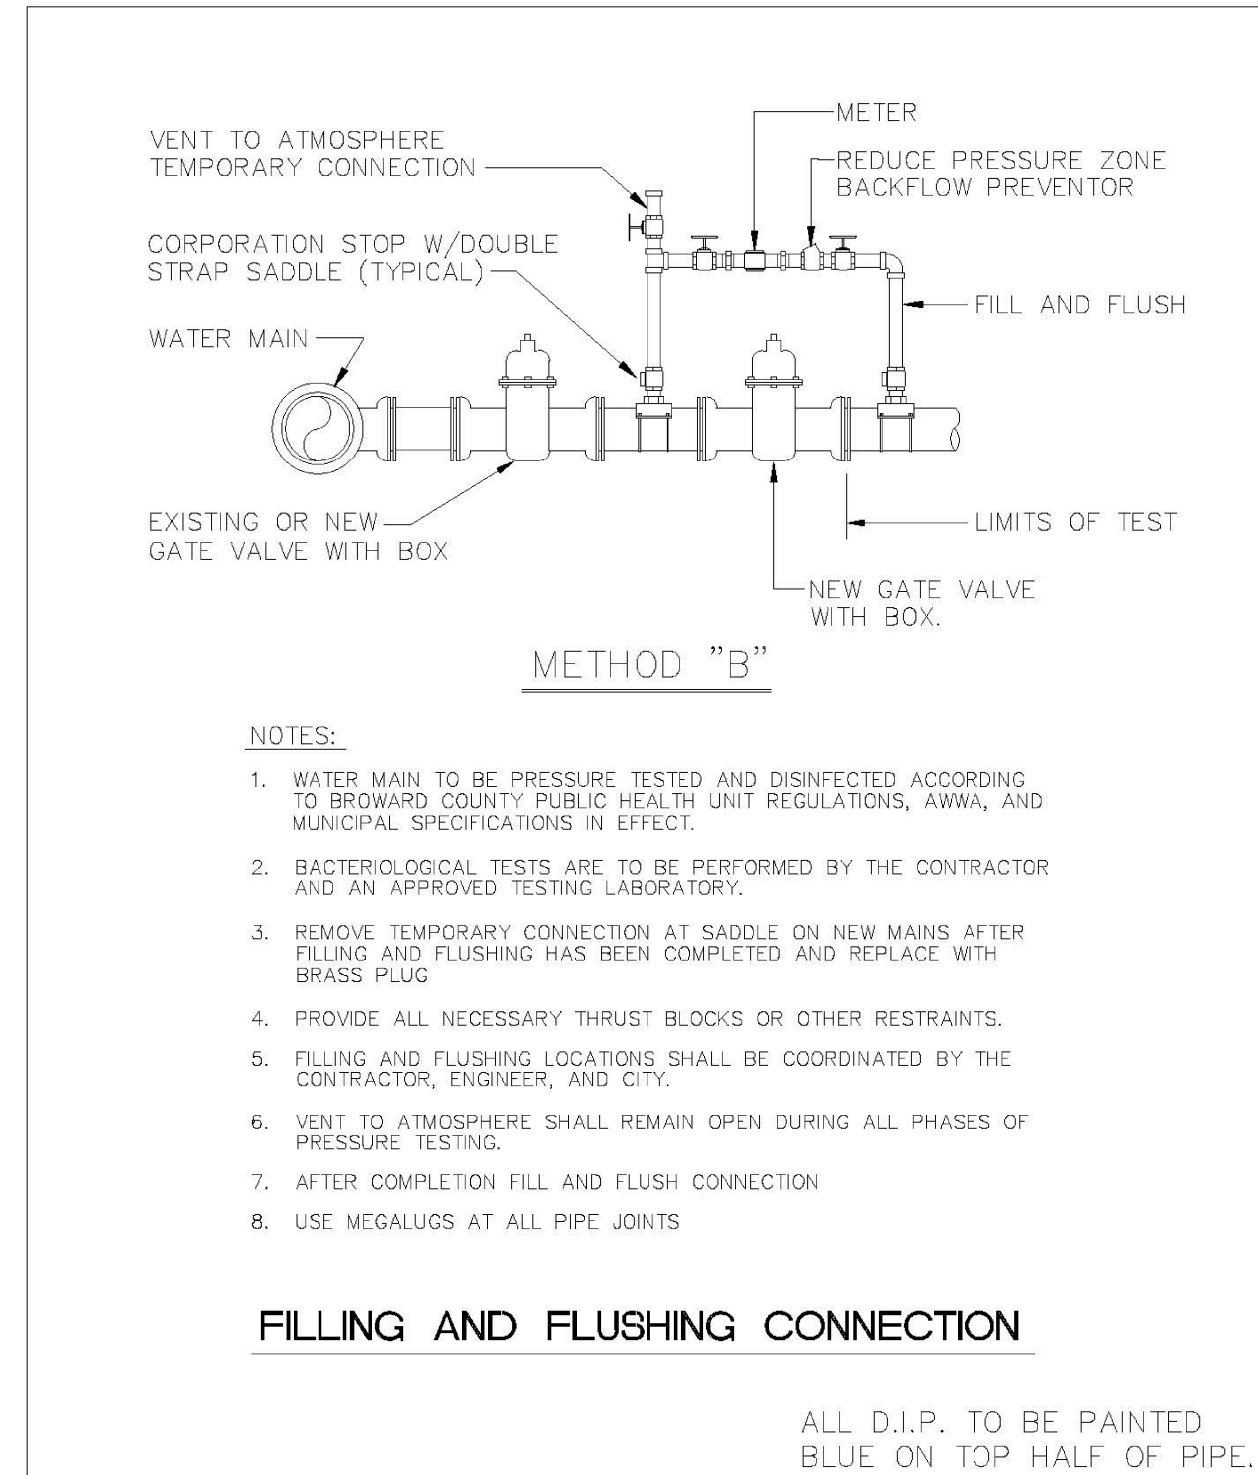 METER
VENT TO ATMOSPHERE
TEMPORARY CONNECTION
REDUCE PRESSURE ZONE
BACKFLOW PREVENTOR
CORPORATION STOP W/DOUBLE
STRAP SADDLE (TYPICAL)
FILL AND FLUSH
WATER MAIN
EXISTING OR NEW
GATE VALVE WITH BOX
LIMITS OF TEST
NEW GATE VALVE
WITH BOX.
METHOD "B"
NOTES:
1. WATER MAIN TO BE PRESSURE TESTED AND DISINFECTED ACCORDING
TO BROWARD COUNTY PUBLIC HEALTH UNIT REGULATIONS, AWWA, AND
MUNICIPAL SPECIFICATIONS IN EFFECT.
2. BACTERIOLOGICAL TESTS ARE TO BE PERFORMED BY THE CONTRACTOR
AND AN APPROVED TESTING LABORATORY.
3. REMOVE TEMPORARY CONNECTION AT SADDLE ON NEW MAINS AFTER
FILLING AND FLUSHING HAS BEEN COMPLETED AND REPLACE WITH
BRASS PLUG
4. PROVIDE ALL NECESSARY THRUST BLOCKS OR OTHER RESTRAINTS.
5. FILLING AND FLUSHING LOCATIONS SHALL BE COORDINATED BY THE
CONTRACTOR, ENGINEER, AND CITY.
6. VENT TO ATMOSPHERE SHALL REMAIN OPEN DURING ALL PHASES OF
PRESSURE TESTING.
7. AFTER COMPLETION FILL AND FLUSH CONNECTION
8. USE MEGALUGS AT ALL PIPE JOINTS
FILLING AND FLUSHING CONNECTION
ALL D.I.P. TO BE PAINTED
BLUE ON TOP HALF OF PIPE.